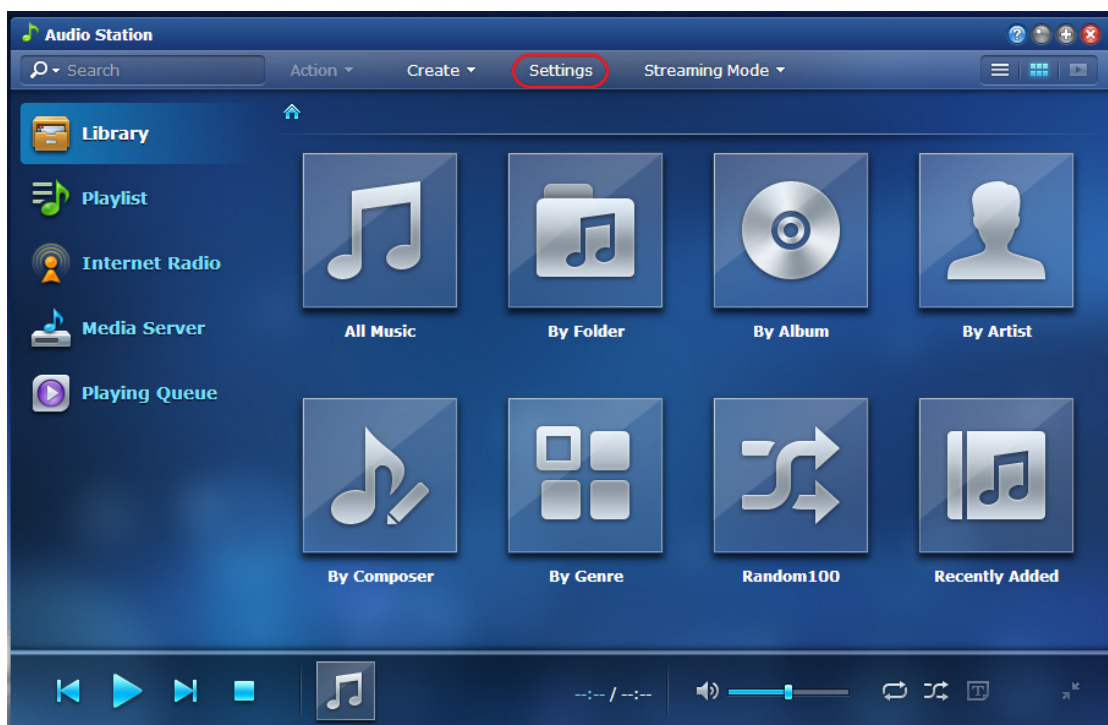 Audio Station
Search Action Create Settings Streaming Mode
Library
Playlist
Internet Radio
Media Server
Playing Queue
All Music By Folder By Album By Artist
By Composer By Genre Random100 Recently Added
--:-- / --:--